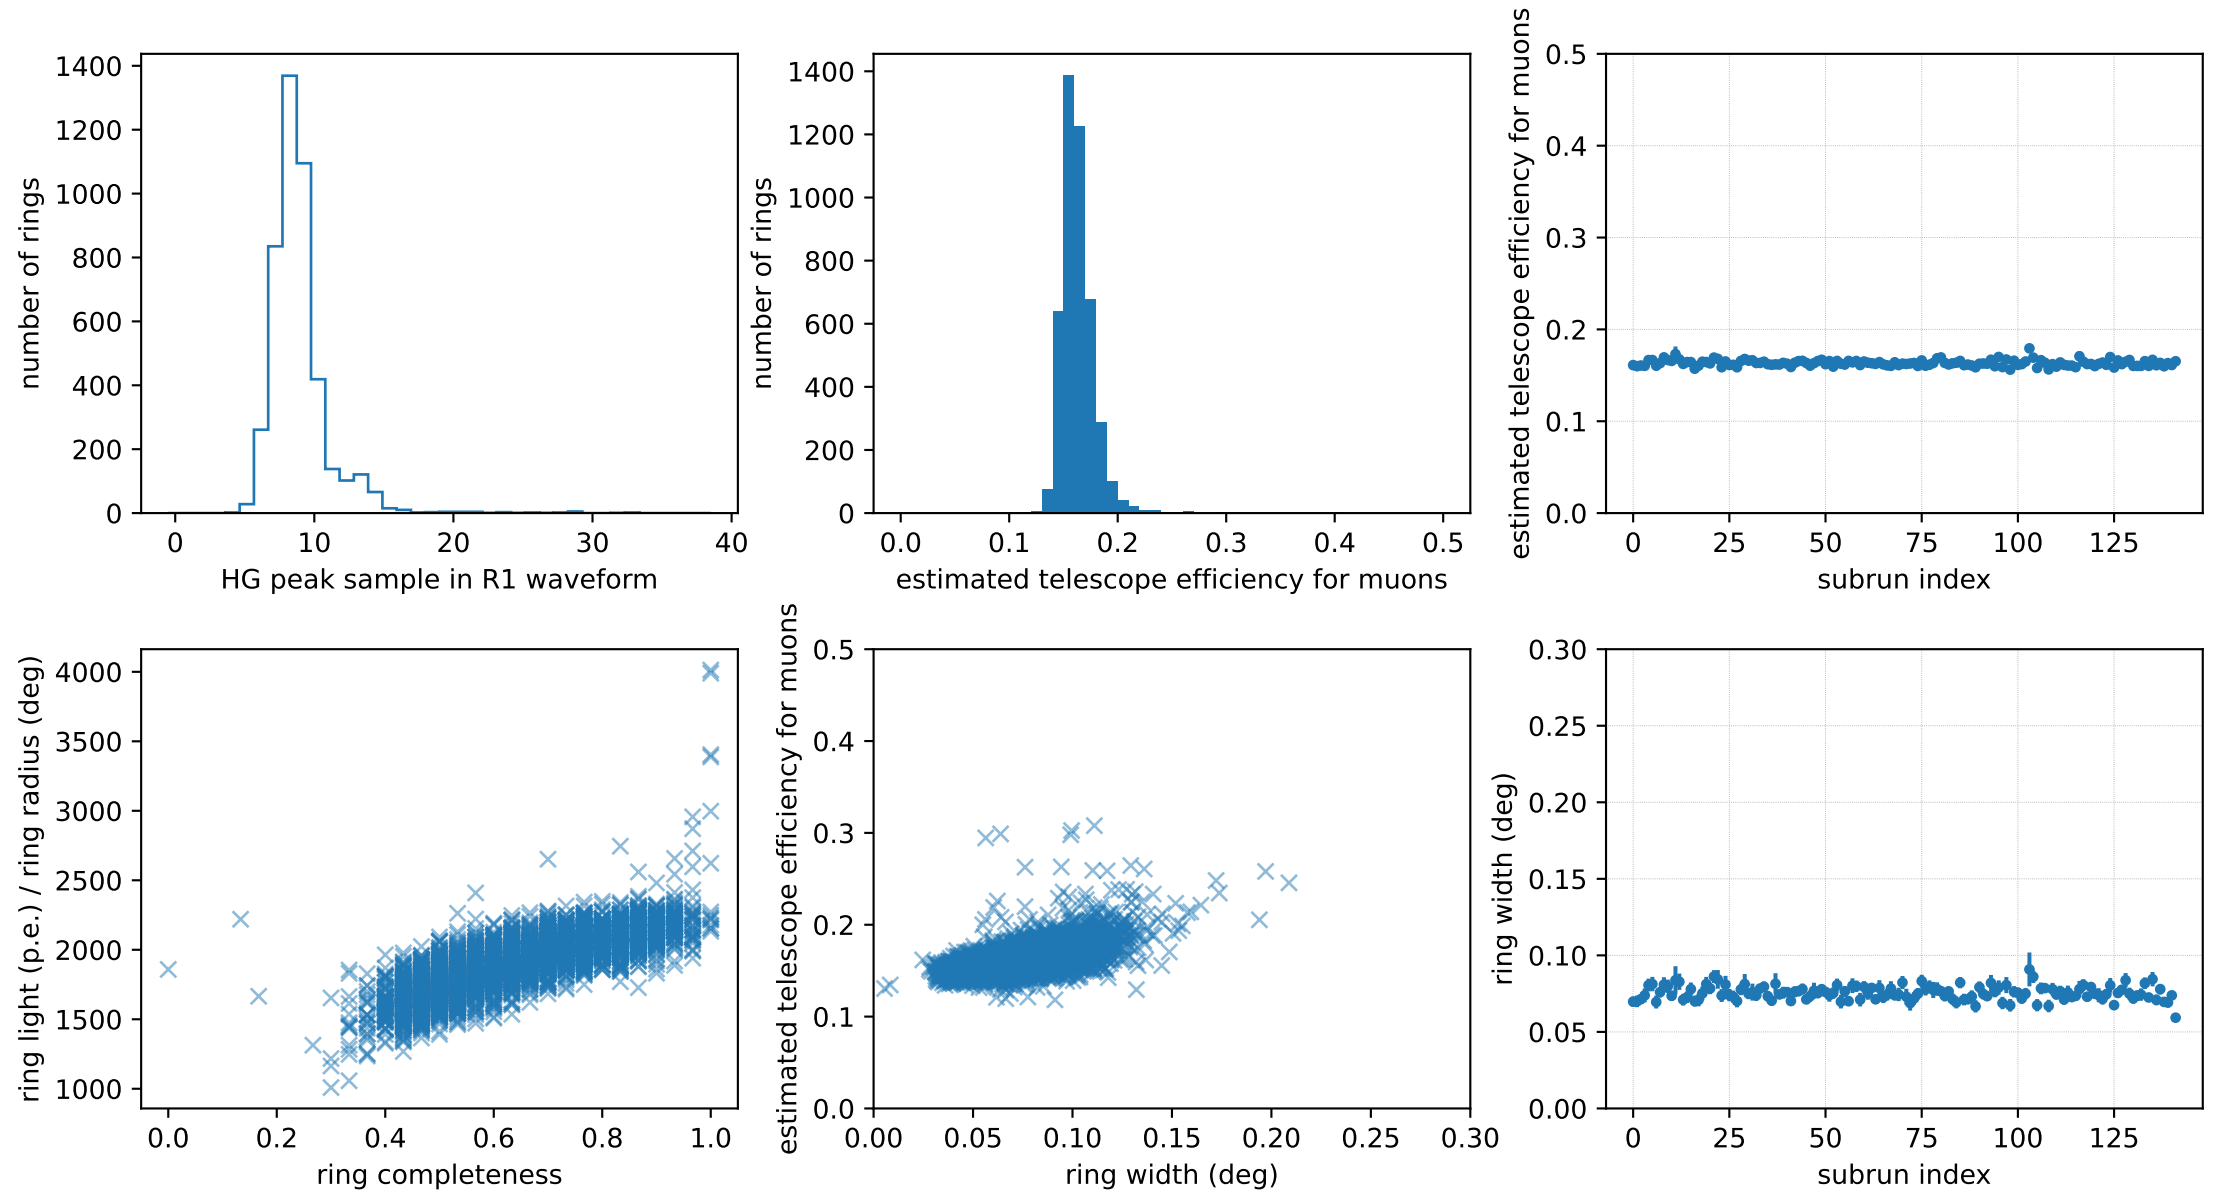 1400
1200
1000
800
600
400
200
0
number of rings
0 10 20 30 40
HG peak sample in R1 waveform
1400
1200
1000
800
600
400
200
0
number of rings
0.0 0.1 0.2 0.3 0.4 0.5
estimated telescope efficiency for muons
0.5
0.4
0.3
0.2
0.1
0.0
estimated telescope efficiency for muons
0 25 50 75 100 125
subrun index
4000
3500
3000
2500
2000
1500
1000
ring light (p.e.) / ring radius (deg)
0.0 0.2 0.4 0.6 0.8 1.0
ring completeness
0.5
0.4
0.3
0.2
0.1
0.0
estimated telescope efficiency for muons
0.00 0.05 0.10 0.15 0.20 0.25 0.30
ring width (deg)
0.30
0.25
0.20
0.15
0.10
0.05
0.00
ring width (deg)
0 25 50 75 100 125
subrun index